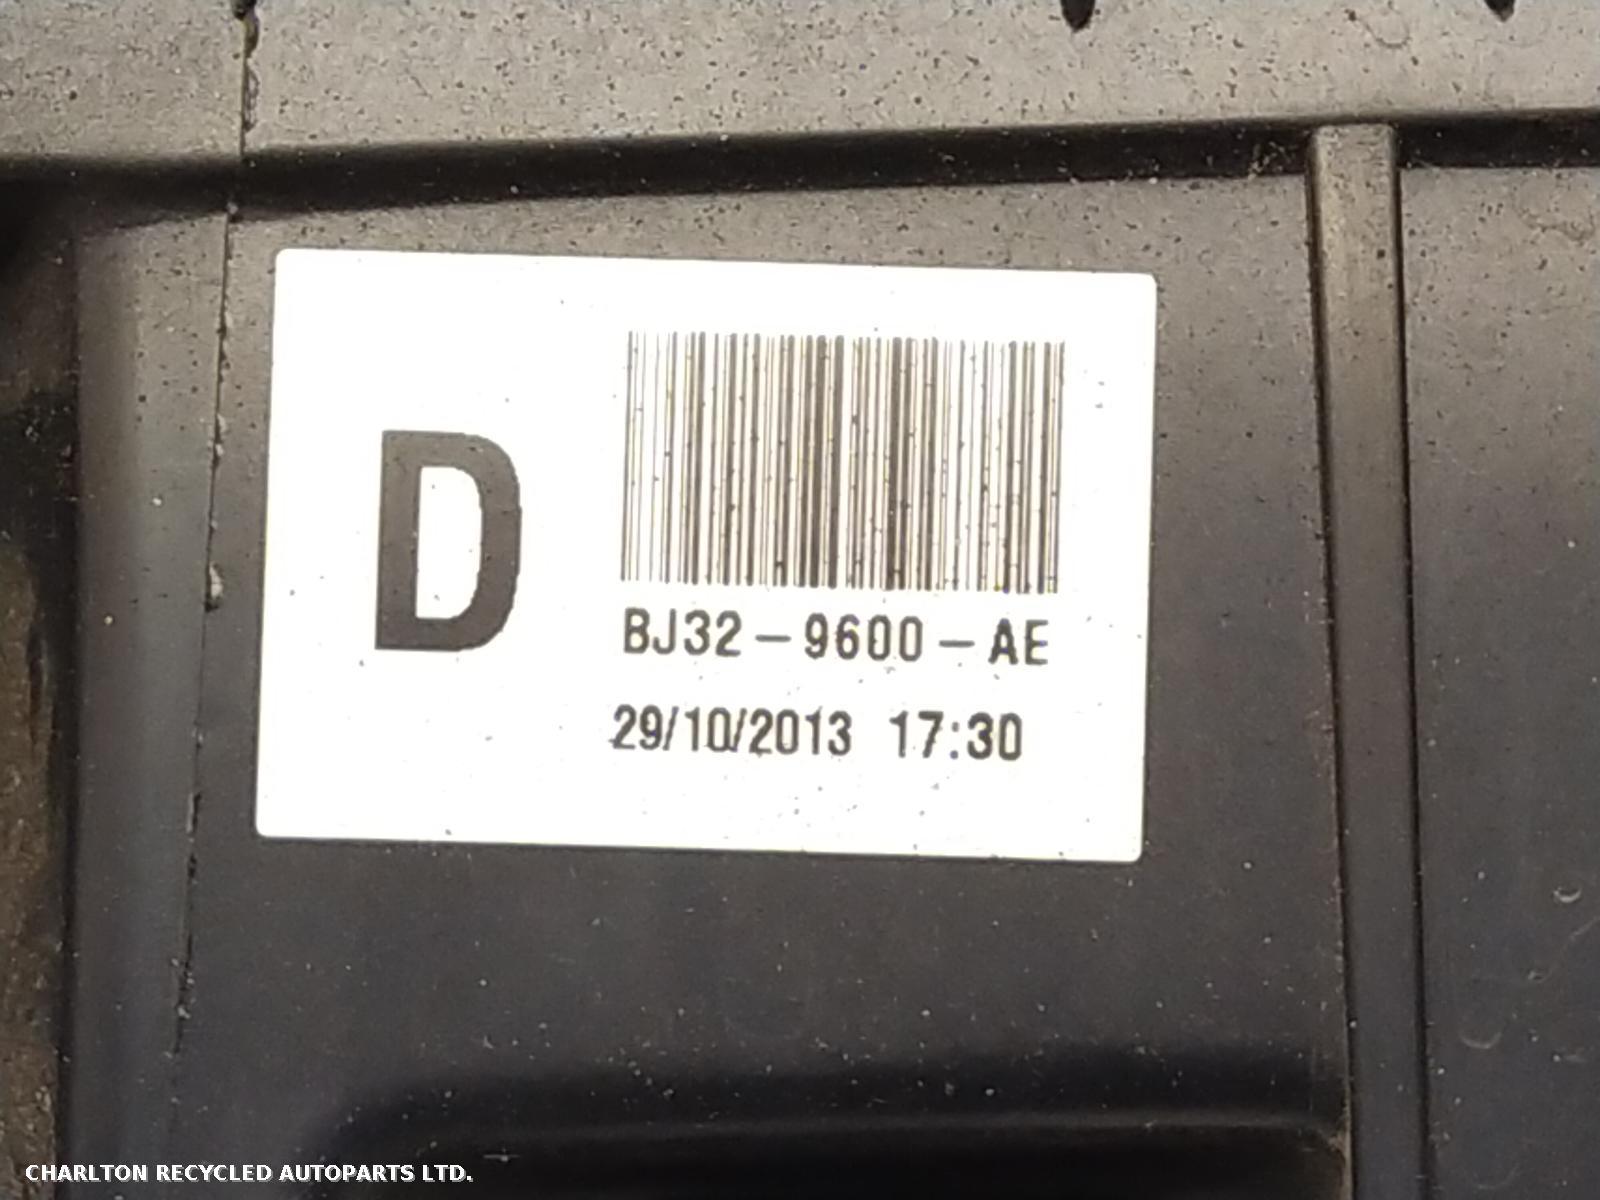 D
BJ32-9600-AE
29/10/2013 17:30
CHARLTON RECYCLED AUTOPARTS LTD.